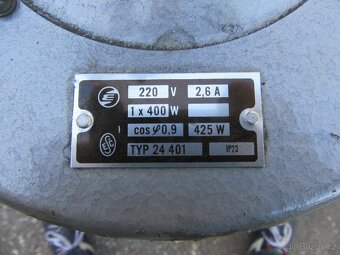 220 V 2,6 A
1 x 400 W
cos φ 0,9 425 W
TYP 24 401 IP23